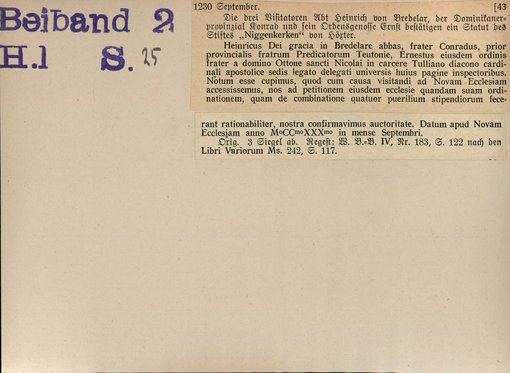 Beiband 2
H.1 S. 25
1230 September. [43
Die drei Visitatoren Abt Heinrich von Bredelar, der Dominikaner-
provinzial Konrad und sein Ordensgenosse Ernst bestätigen ein Statut des
Stiftes „Niggenkerken" von Höxter.
Heinricus Dei gracia in Bredelare abbas, frater Conradus, prior
provincialis fratrum Predicatorum Teutonie, Ernestus eiusdem ordinis
frater a domino Ottone sancti Nicolai in carcere Tulliano diacono cardi-
nali apostolice sedis legato delegati universis huius pagine inspectoribus.
Notum esse cupimus, quod cum causa visitandi ad Novam Ecclesiam
accessissemus, nos ad petitionem eiusdem ecclesie quandam suam ordi-
nationem, quam de combinatione quatuor puerilium stipendiorum fece-
rant rationabiliter, nostra confirmavimus auctoritate. Datum apud Novam
Ecclesjam anno MoCCmoXXXmo in mense Septembri.
Orig. 3 Siegel ab. Regest: W. B.-B. IV, Nr. 183, S. 122 nach den
Libri Variorum Ms. 242, S. 117.